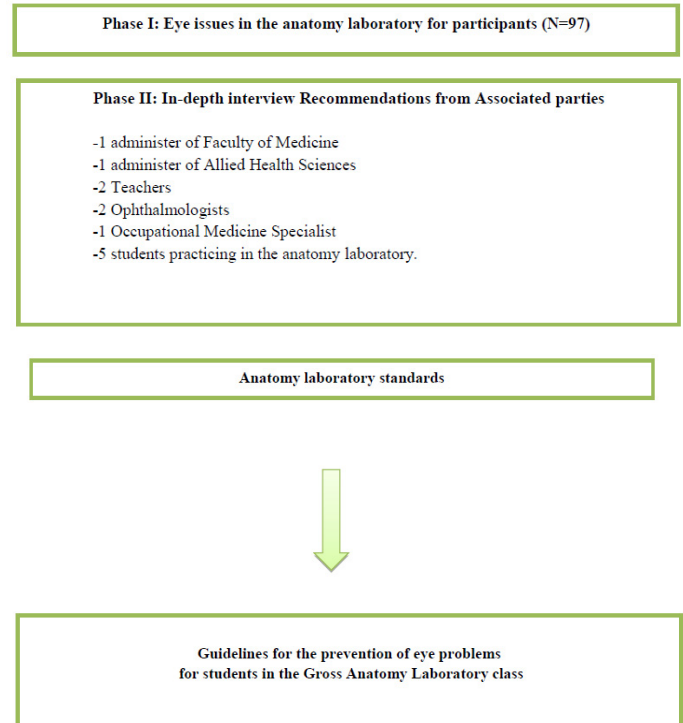 Phase I: Eye issues in the anatomy laboratory for participants (N=97)
Phase II: In-depth interview Recommendations from Associated parties
-1 administer of Faculty of Medicine
-1 administer of Allied Health Sciences
-2 Teachers
-2 Ophthalmologists
-1 Occupational Medicine Specialist
-5 students practicing in the anatomy laboratory.
Anatomy laboratory standards
Guidelines for the prevention of eye problems
for students in the Gross Anatomy Laboratory class